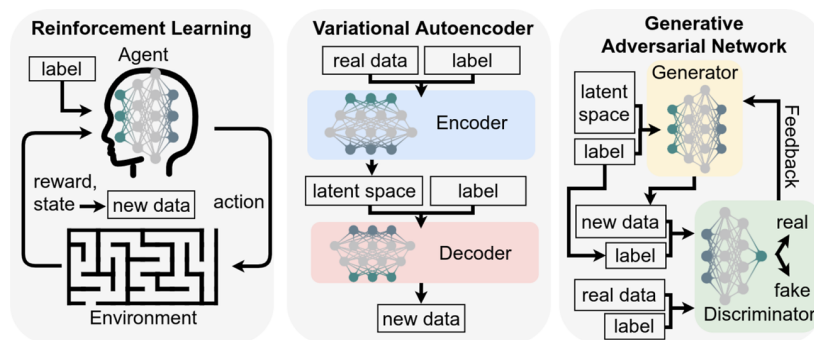 Reinforcement Learning
Agent
label
reward,
state
new data
action
Environment
Variational Autoencoder
real data
label
Encoder
latent space
label
Decoder
new data
Generative
Adversarial Network
Generator
latent
space
label
Feedback
new data
label
real
fake
real data
label
Discriminator